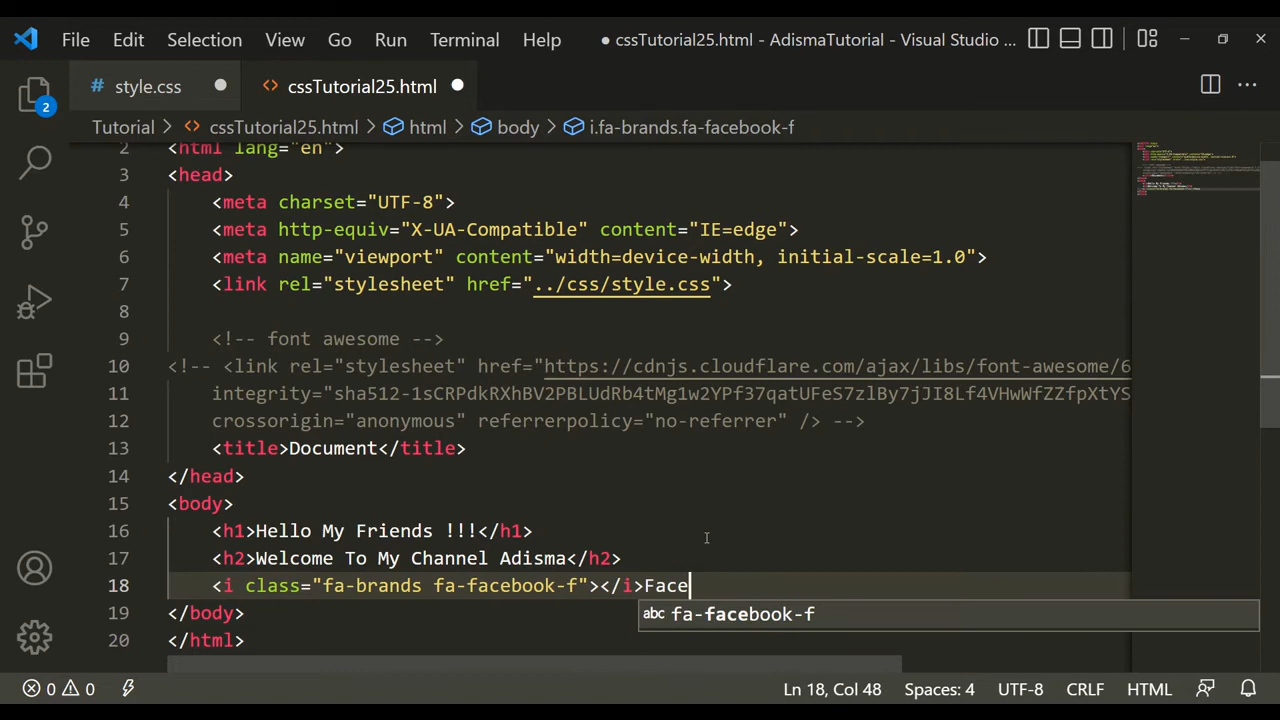 File Edit Selection View Go Run Terminal Help ● cssTutorial25.html - AdismaTutorial - Visual Studio ...
# style.css ● <> cssTutorial25.html ●
Tutorial > <> cssTutorial25.html > html > body > i.fa-brands.fa-facebook-f
2
2 <html lang="en">
3 <head>
4 <meta charset="UTF-8">
5 <meta http-equiv="X-UA-Compatible" content="IE=edge">
6 <meta name="viewport" content="width=device-width, initial-scale=1.0">
7 <link rel="stylesheet" href="../css/style.css">
8
9 <!-- font awesome -->
10 <!-- <link rel="stylesheet" href="https://cdnjs.cloudflare.com/ajax/libs/font-awesome/6
11 integrity="sha512-1sCRPdkRXhBV2PBLUdRb4tMg1w2YPf37qatUFeS7zlBy7jJI8Lf4VHwWfZZfpXtYS
12 crossorigin="anonymous" referrerpolicy="no-referrer" /> -->
13 <title>Document</title>
14 </head>
15 <body>
16 <h1>Hello My Friends !!!</h1>
17 <h2>Welcome To My Channel Adisma</h2>
18 <i class="fa-brands fa-facebook-f"></i>Face
abc fa-facebook-f
19 </body>
20 </html>
0 0 Ln 18, Col 48 Spaces: 4 UTF-8 CRLF HTML